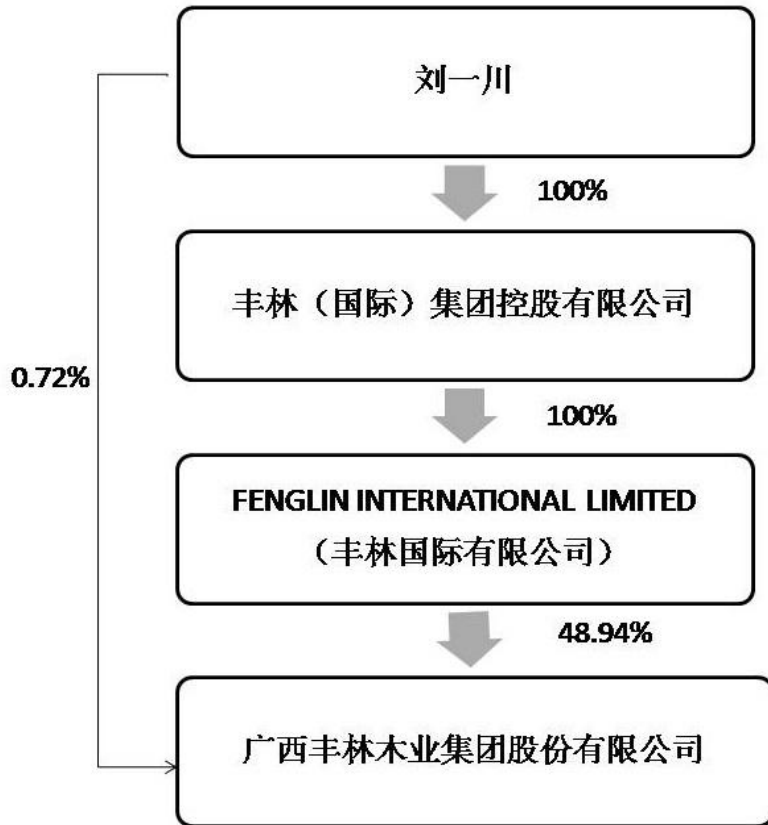 刘一川
100%
丰林（国际）集团控股有限公司
0.72%
100%
FENGLIN INTERNATIONAL LIMITED
（丰林国际有限公司）
48.94%
广西丰林木业集团股份有限公司